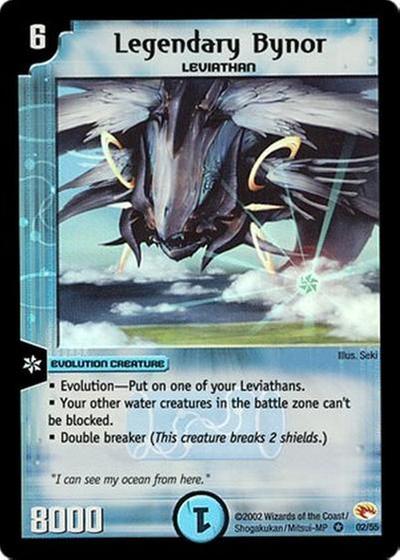 6
Legendary Bynor
LEVIATHAN
Illus. Seki
EVOLUTION CREATURE
▪ Evolution—Put on one of your Leviathans.
▪ Your other water creatures in the battle zone can't
be blocked.
▪ Double breaker (This creature breaks 2 shields.)
"I can see my ocean from here."
8000
1
©2002 Wizards of the Coast/
Shogakukan/Mitsui-MP
02/55